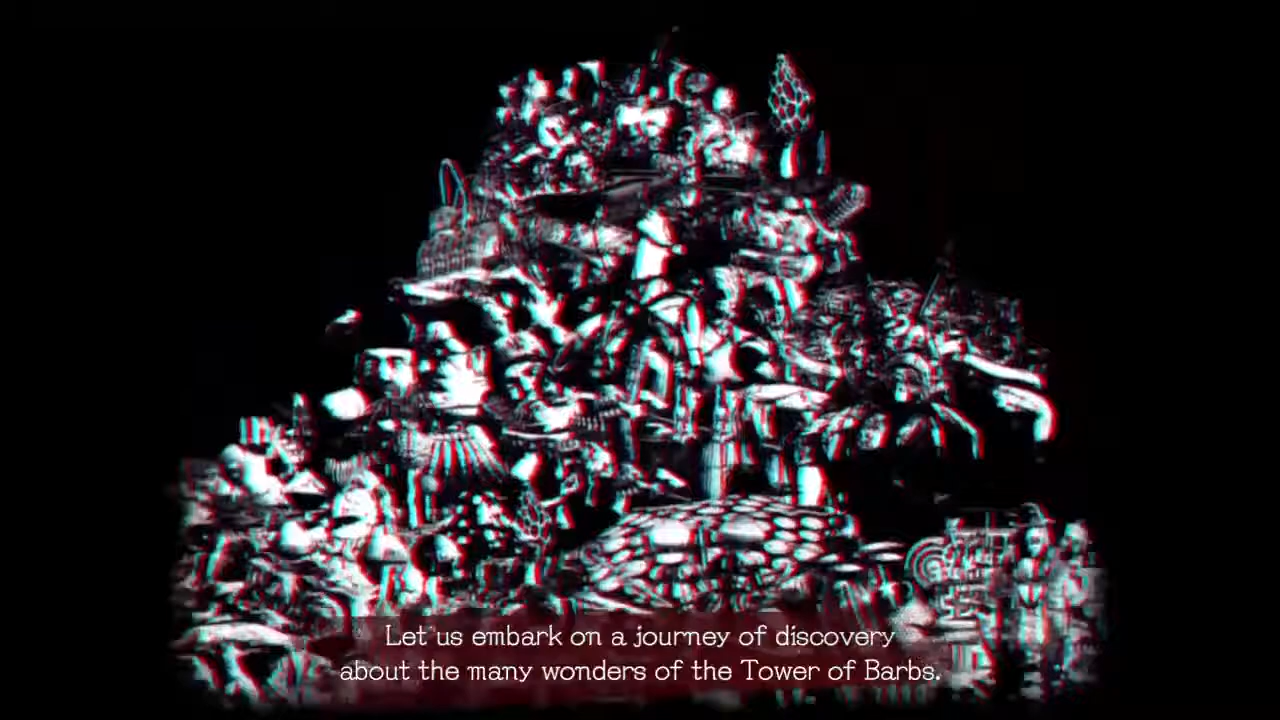 Let us embark on a journey of discovery
about the many wonders of the Tower of Barbs.